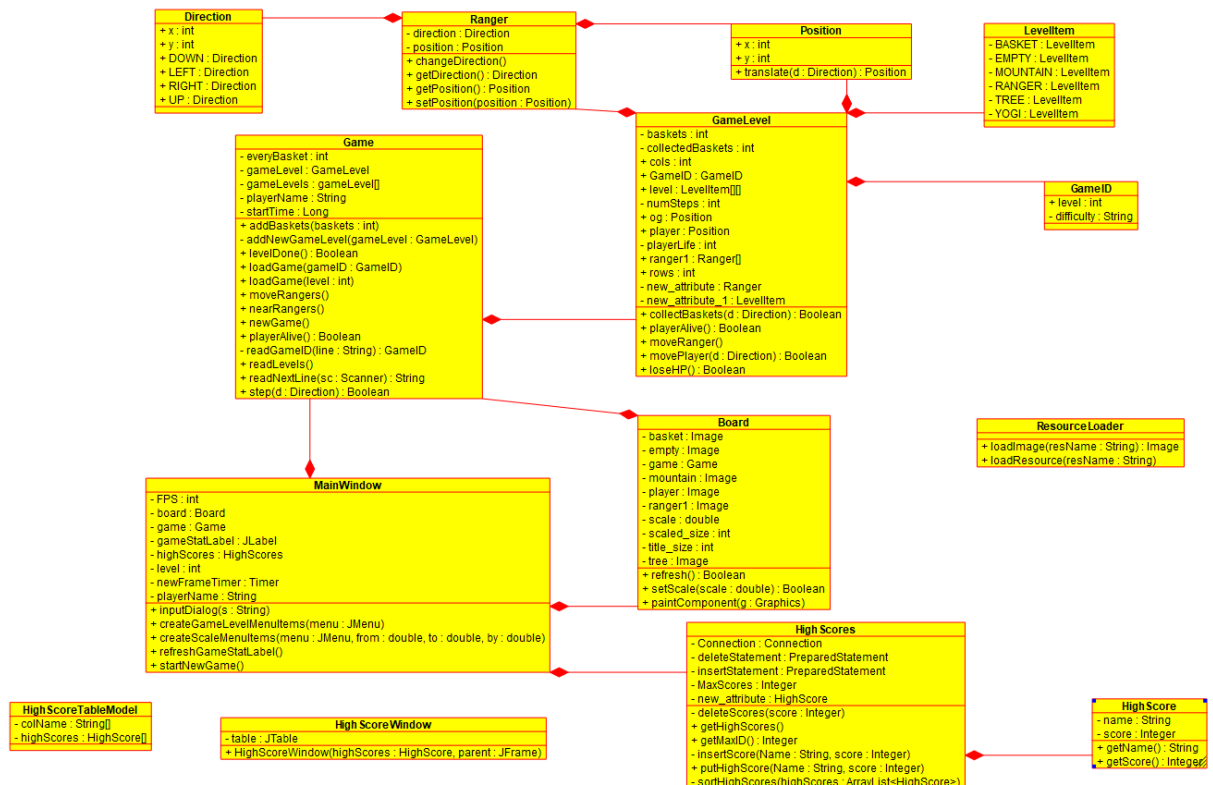 Direction
+ x : int
+ y : int
+ DOWN : Direction
+ LEFT : Direction
+ RIGHT : Direction
+ UP : Direction
Ranger
- direction : Direction
- position : Position
+ changeDirection()
+ getDirection() : Direction
+ getPosition() : Position
+ setPosition(position : Position)
Position
+ x : int
+ y : int
+ translate(d : Direction) : Position
LevelItem
- BASKET : LevelItem
- EMPTY : LevelItem
- MOUNTAIN : LevelItem
- RANGER : LevelItem
- TREE : LevelItem
- YOGI : LevelItem
Game
- everyBasket : int
- gameLevel : GameLevel
- gameLevels : gameLevel[]
- playerName : String
- startTime : Long
+ addBaskets(baskets : int)
- addNewGameLevel(gameLevel : GameLevel)
+ levelDone() : Boolean
+ loadGame(gameID : GameID)
+ loadGame(level : int)
+ moveRangers()
+ nearRangers()
+ newGame()
+ playerAlive() : Boolean
- readGameID(line : String) : GameID
+ readLevels()
+ readNextLine(sc : Scanner) : String
+ step(d : Direction) : Boolean
GameLevel
- baskets : int
- collectedBaskets : int
+ cols : int
+ GameID : GameID
+ level : LevelItem[][]
- numSteps : int
+ og : Position
+ player : Position
- playerLife : int
+ ranger1 : Ranger[]
+ rows : int
- new_attribute : Ranger
- new_attribute_1 : LevelItem
+ collectBaskets(d : Direction) : Boolean
+ playerAlive() : Boolean
+ moveRanger()
+ movePlayer(d : Direction) : Boolean
+ loseHP() : Boolean
GameID
+ level : int
- difficulty : String
Board
- basket : Image
- empty : Image
- game : Game
- mountain : Image
- player : Image
- ranger1 : Image
- scale : double
- scaled_size : int
- title_size : int
- tree : Image
+ refresh() : Boolean
+ setScale(scale : double) : Boolean
+ paintComponent(g : Graphics)
ResourceLoader
+ loadImage(resName : String) : Image
+ loadResource(resName : String)
MainWindow
- FPS : int
- board : Board
- game : Game
- gameStatLabel : JLabel
- highScores : HighScores
- level : int
- newFrameTimer : Timer
- playerName : String
+ inputDialog(s : String)
+ createGameLevelMenuItems(menu : JMenu)
+ createScaleMenuItems(menu : JMenu, from : double, to : double, by : double)
+ refreshGameStatLabel()
+ startNewGame()
HighScores
- Connection : Connection
- deleteStatement : PreparedStatement
- insertStatement : PreparedStatement
- MaxScores : Integer
- new_attribute : HighScore
- deleteScores(score : Integer)
+ getHighScores()
+ getMaxID() : Integer
- insertScore(Name : String, score : Integer)
+ putHighScore(Name : String, score : Integer)
- sortHighScores(highScores : ArrayList<HighScore>)
HighScoreTableModel
- colName : String[]
- highScores : HighScore[]
HighScoreWindow
- table : JTable
+ HighScoreWindow(highScores : HighScore, parent : JFrame)
HighScore
- name : String
- score : Integer
+ getName() : String
+ getScore() : Integer